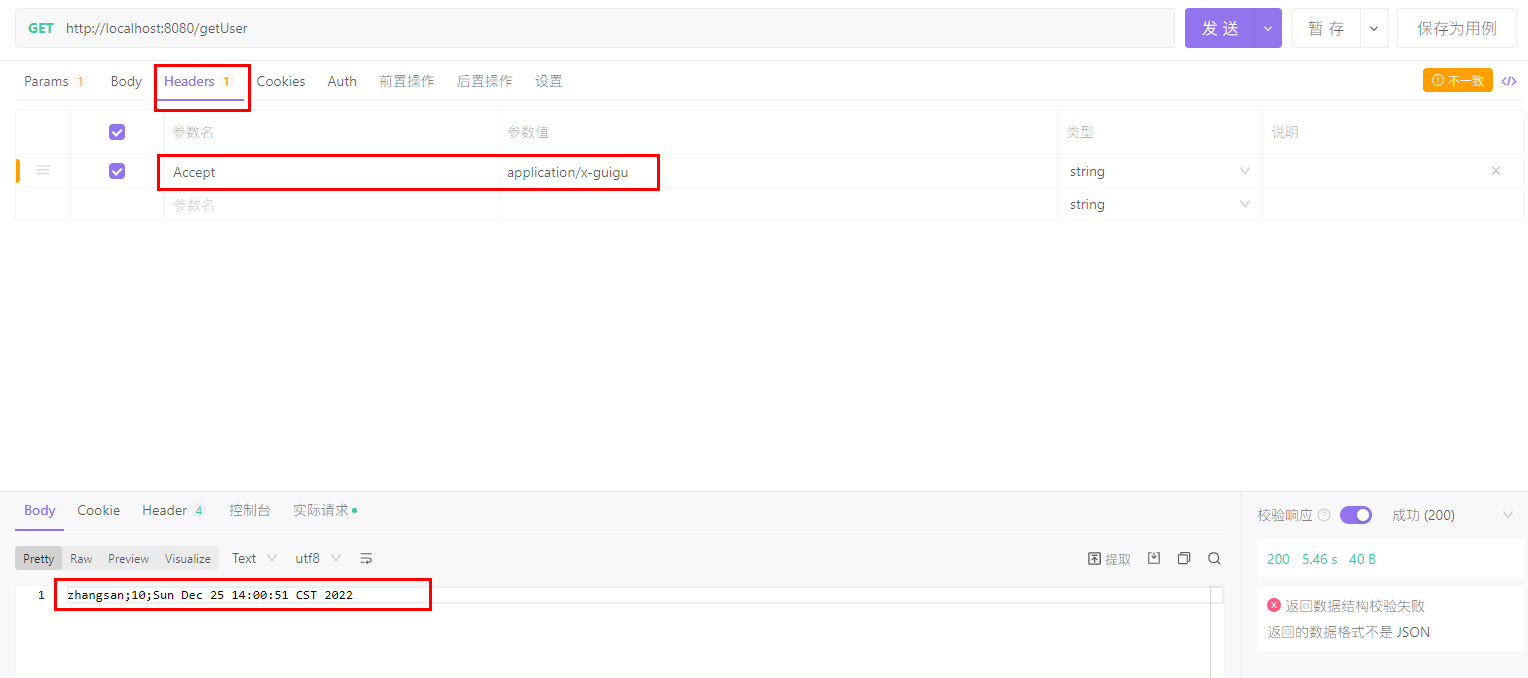 GET http://localhost:8080/getUser 发 送 暂 存 保存为用例
Params 1 Body Headers 1 Cookies Auth 前置操作 后置操作 设置 不一致 </>
参数名 参数值 类型 说明
Accept application/x-guigu string
参数名 string
Body Cookie Header 4 控制台 实际请求 校验响应 成功 (200)
Pretty Raw Preview Visualize Text utf8 提取 200 5.46 s 40 B
1 zhangsan;10;Sun Dec 25 14:00:51 CST 2022
返回数据结构校验失败
返回的数据格式不是 JSON